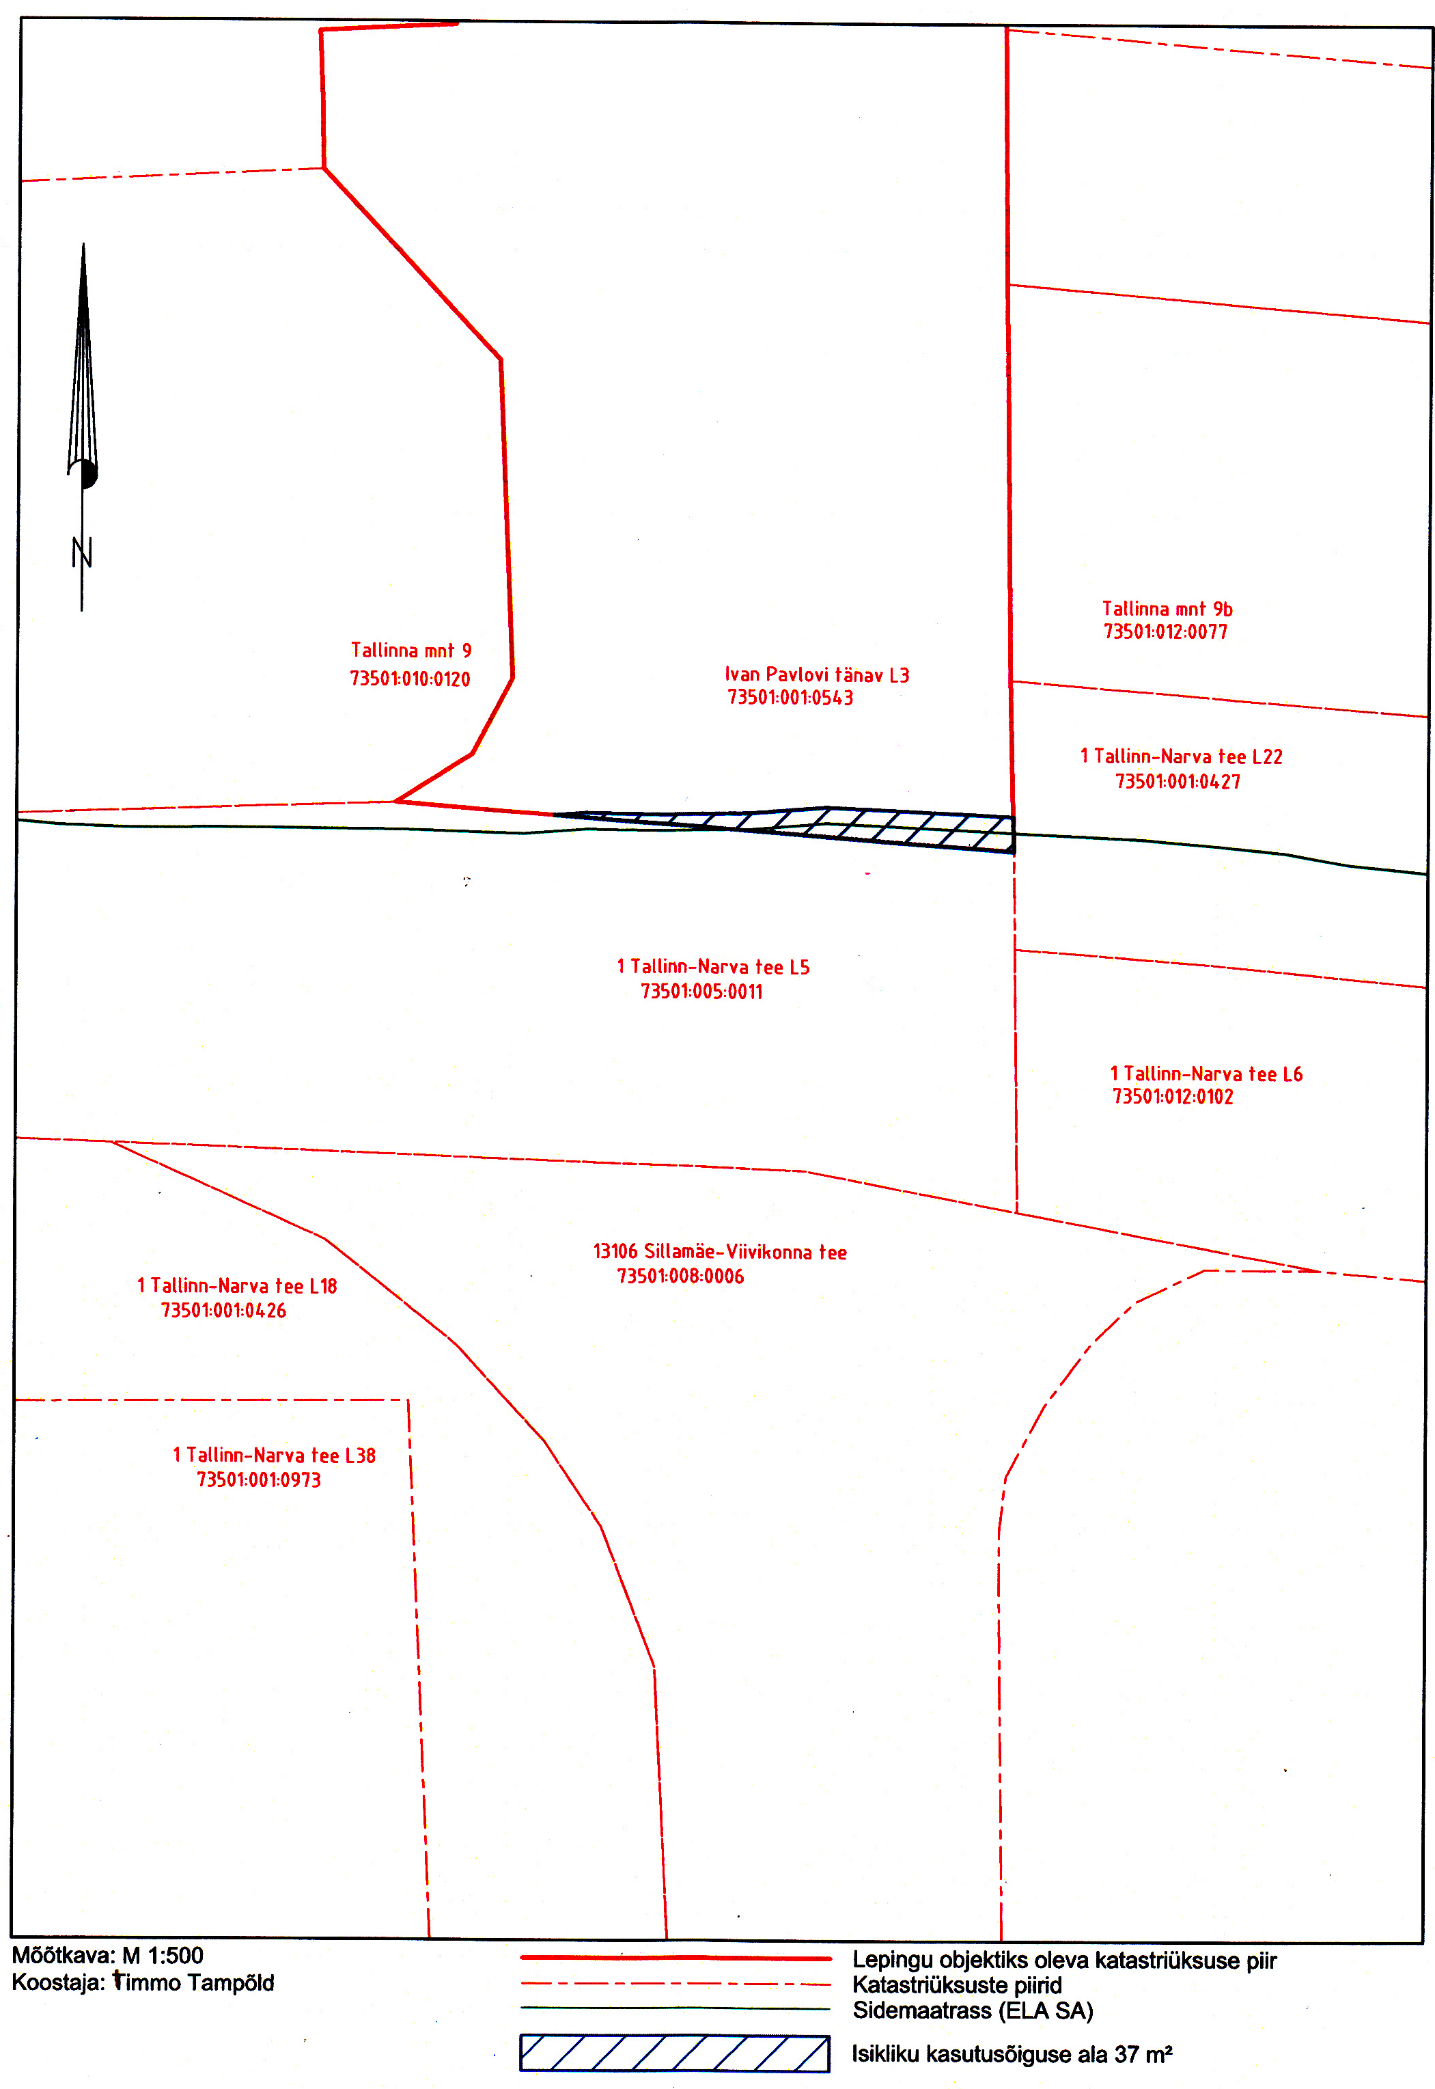 N
Tallinna mnt 9b
73501:012:0077
Tallinna mnt 9
73501:010:0120
Ivan Pavlovi tänav L3
73501:001:0543
1 Tallinn-Narva tee L22
73501:001:0427
1 Tallinn-Narva tee L5
73501:005:0011
1 Tallinn-Narva tee L6
73501:012:0102
13106 Sillamäe-Viivikonna tee
73501:008:0006
1 Tallinn-Narva tee L18
73501:001:0426
1 Tallinn-Narva tee L38
73501:001:0973
Mõõtkava: M 1:500
Koostaja: Timmo Tampõld
Lepingu objektiks oleva katastriüksuse piir
Katastriüksuste piirid
Sidemaatrass (ELA SA)
Isikliku kasutusõiguse ala 37 m²